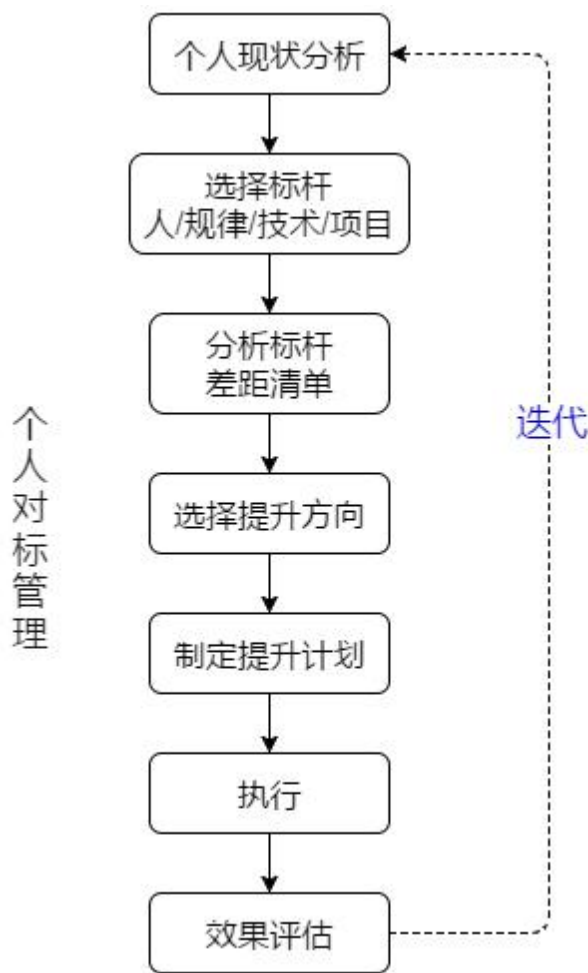 个人现状分析
选择标杆
人/规律/技术/项目
分析标杆
差距清单
个人对标管理
迭代
选择提升方向
制定提升计划
执行
效果评估